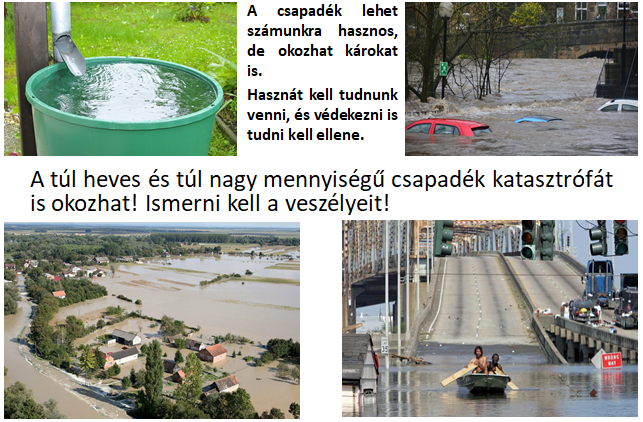 A csapadék lehet
számunkra hasznos,
de okozhat károkat
is.
Hasznát kell tudnunk
venni, és védekezni is
tudni kell ellene.
A túl heves és túl nagy mennyiségű csapadék katasztrófát
is okozhat! Ismerni kell a veszélyeit!
WRONG
WAY